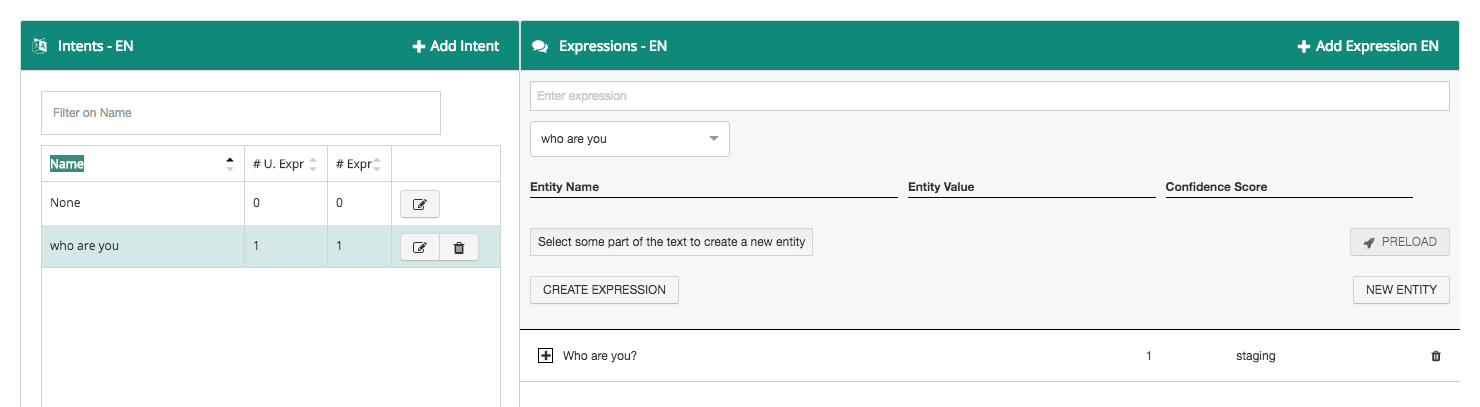 Intents - EN
Add Intent
Filter on Name
Name # U. Expr # Expr
None 0 0
who are you 1 1
Expressions - EN
Add Expression EN
Enter expression
who are you
Entity Name Entity Value Confidence Score
Select some part of the text to create a new entity
PRELOAD
CREATE EXPRESSION
NEW ENTITY
Who are you? 1 staging